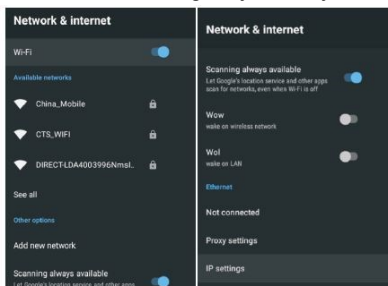 Network & internet
Wi-Fi
Available networks
China_Mobile
CTS_WIFI
DIRECT-LDA4003996Nmsl..
See all
Other options
Add new network
Scanning always available
Let Google's location service and other apps
Network & internet
Scanning always available
Let Google's location service and other apps
scan for networks, even when Wi-Fi is off
Wow
wake on wireless network
Wol
wake on LAN
Ethernet
Not connected
Proxy settings
IP settings